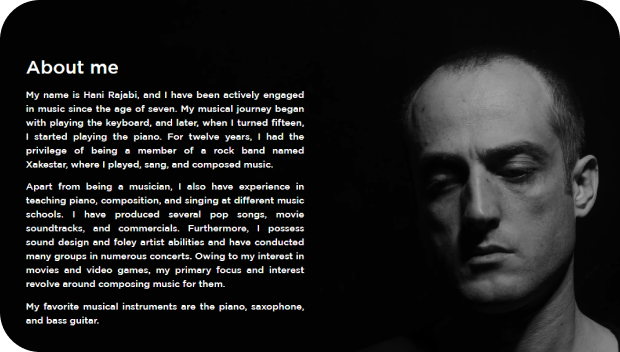 About me
My name is Hani Rajabi, and I have been actively engaged
in music since the age of seven. My musical journey began
with playing the keyboard, and later, when I turned fifteen,
I started playing the piano. For twelve years, I had the
privilege of being a member of a rock band named
Xakestar, where I played, sang, and composed music.
Apart from being a musician, I also have experience in
teaching piano, composition, and singing at different music
schools. I have produced several pop songs, movie
soundtracks, and commercials. Furthermore, I possess
sound design and foley artist abilities and have conducted
many groups in numerous concerts. Owing to my interest in
movies and video games, my primary focus and interest
revolve around composing music for them.
My favorite musical instruments are the piano, saxophone,
and bass guitar.